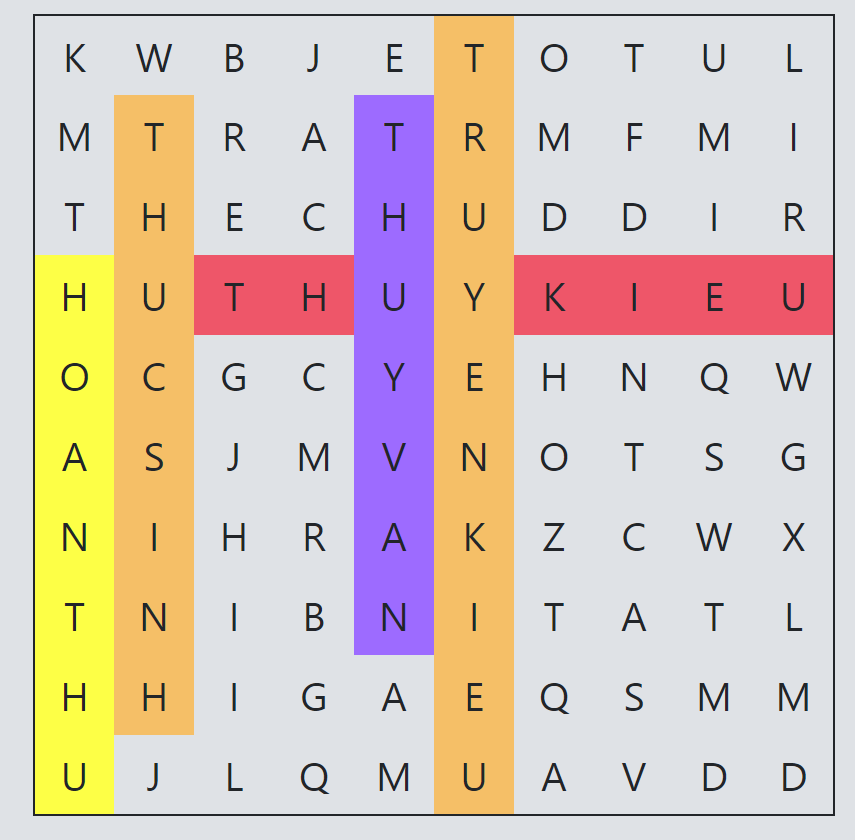 K W B J E T O T U L
M T R A T R M F M I
T H E C H U D D I R
H U T H U Y K I E U
O C G C Y E H N Q W
A S J M V N O T S G
N I H R A K Z C W X
T N I B N I T A T L
H H I G A E Q S M M
U J L Q M U A V D D